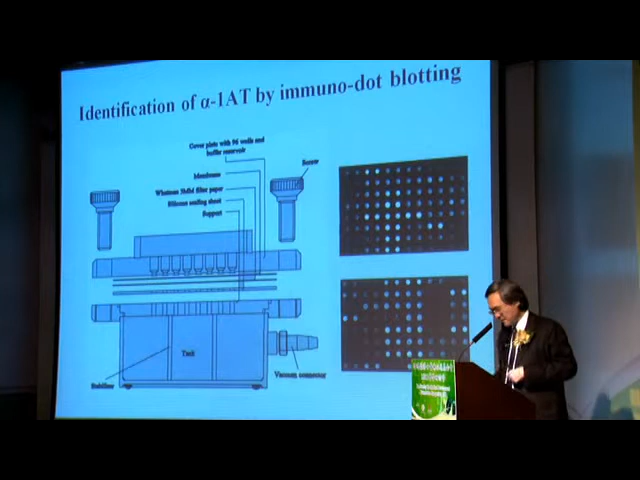 Identification of α-1AT by immuno-dot blotting
Cover plate with 96 wells and
buffer reservoir
Screw
Membrane
Whatman 3MM filter paper
Silicone sealing sheet
Support
Tank
Stabilizer
Vacuum connector